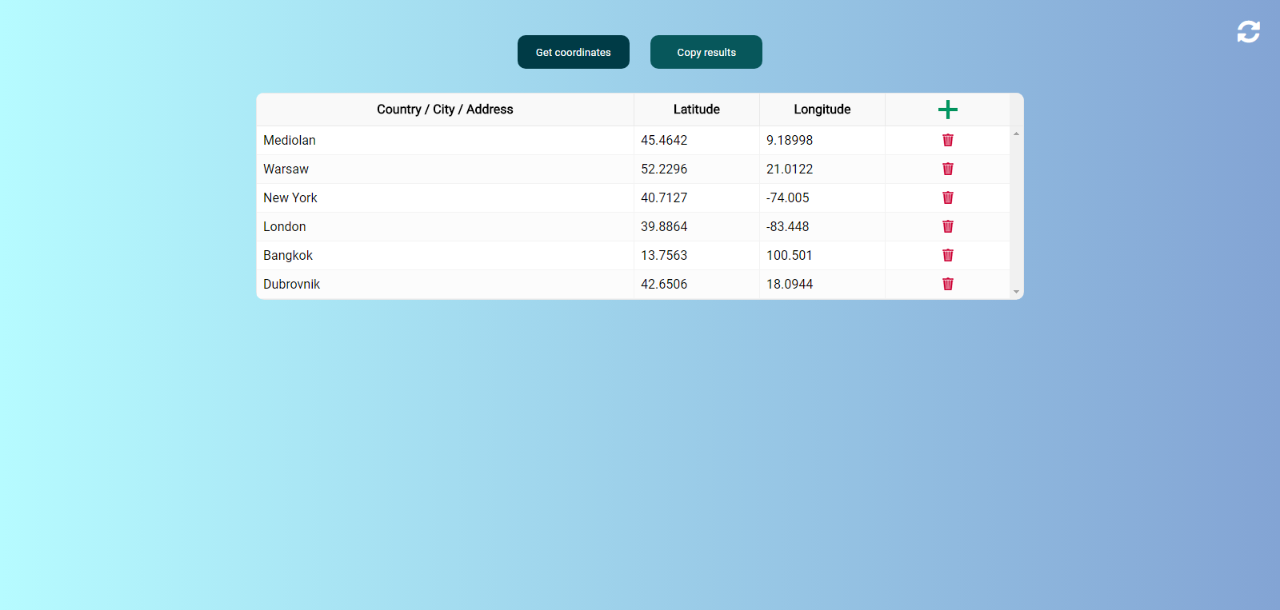 Get coordinates Copy results
Country / City / Address Latitude Longitude
Mediolan 45.4642 9.18998
Warsaw 52.2296 21.0122
New York 40.7127 -74.005
London 39.8864 -83.448
Bangkok 13.7563 100.501
Dubrovnik 42.6506 18.0944